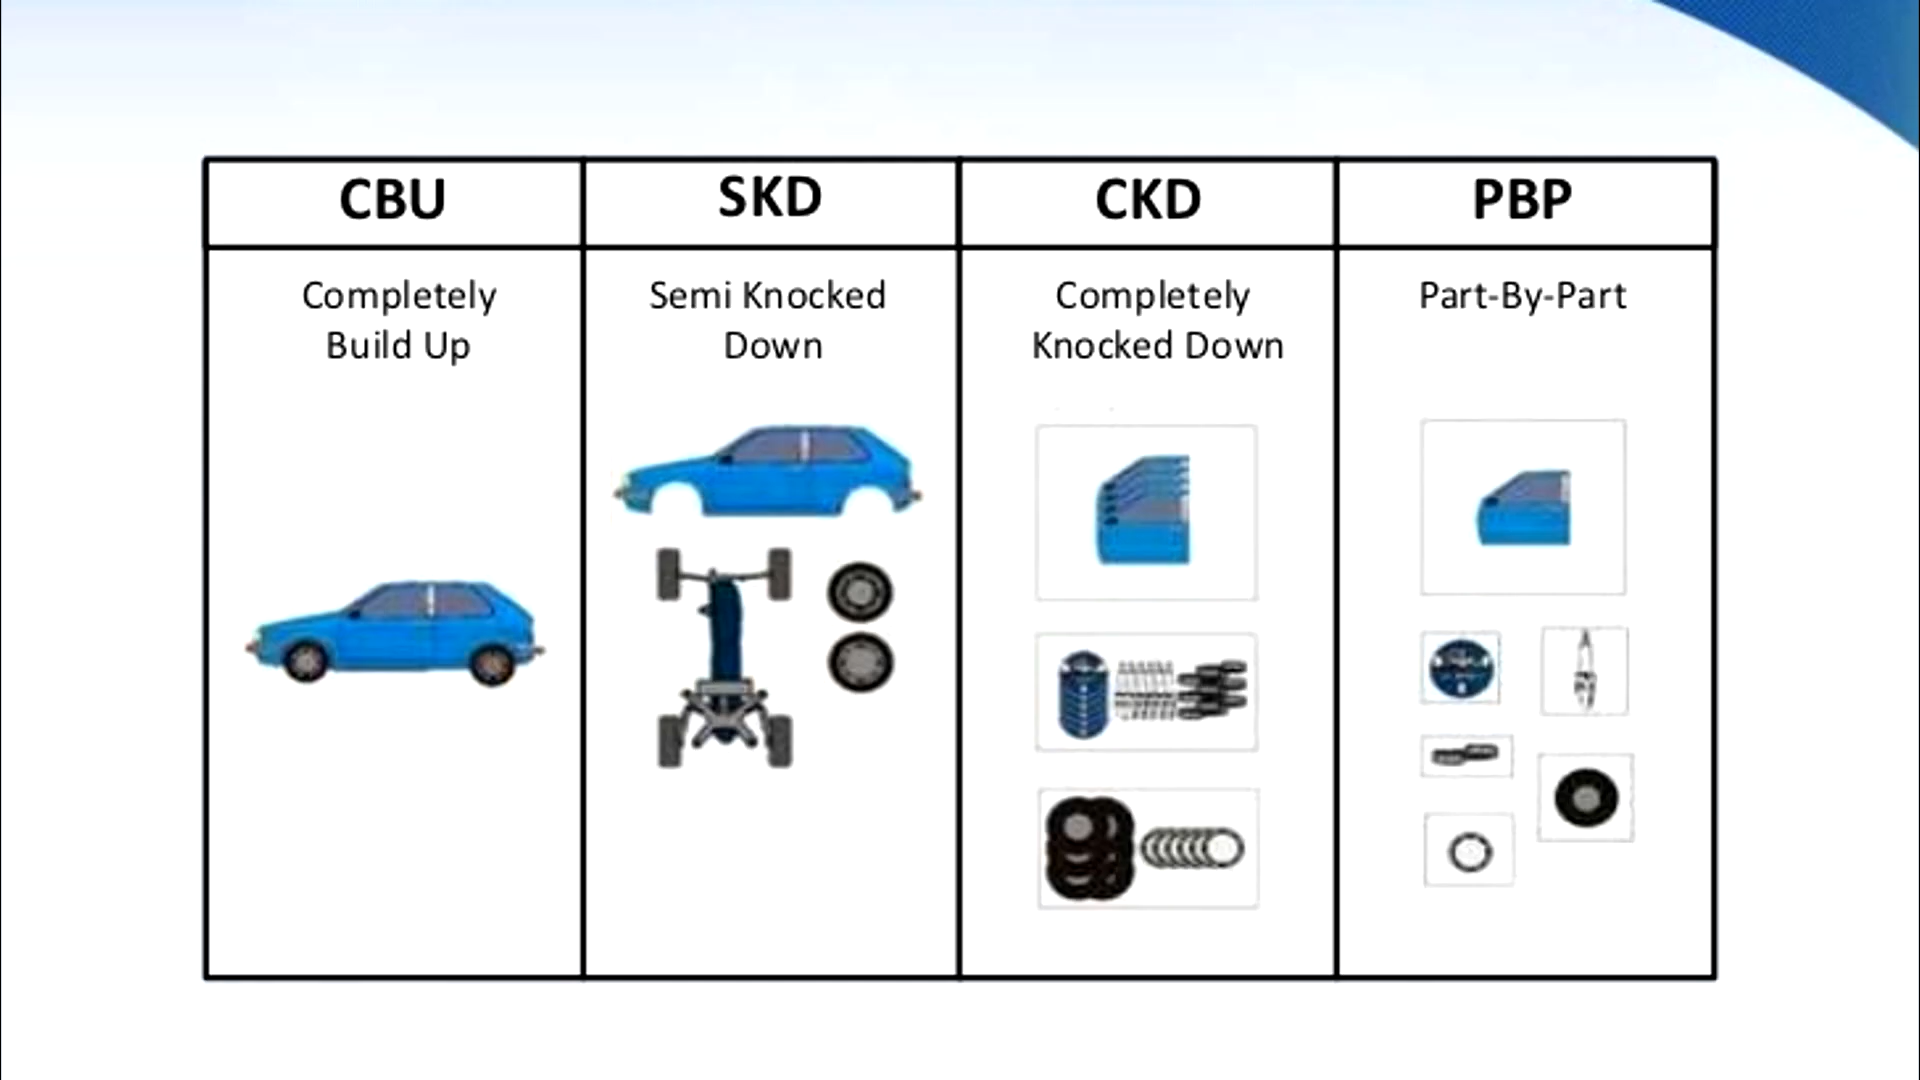 CBU
SKD
CKD
PBP
Completely
Build Up
Semi Knocked
Down
Completely
Knocked Down
Part-By-Part